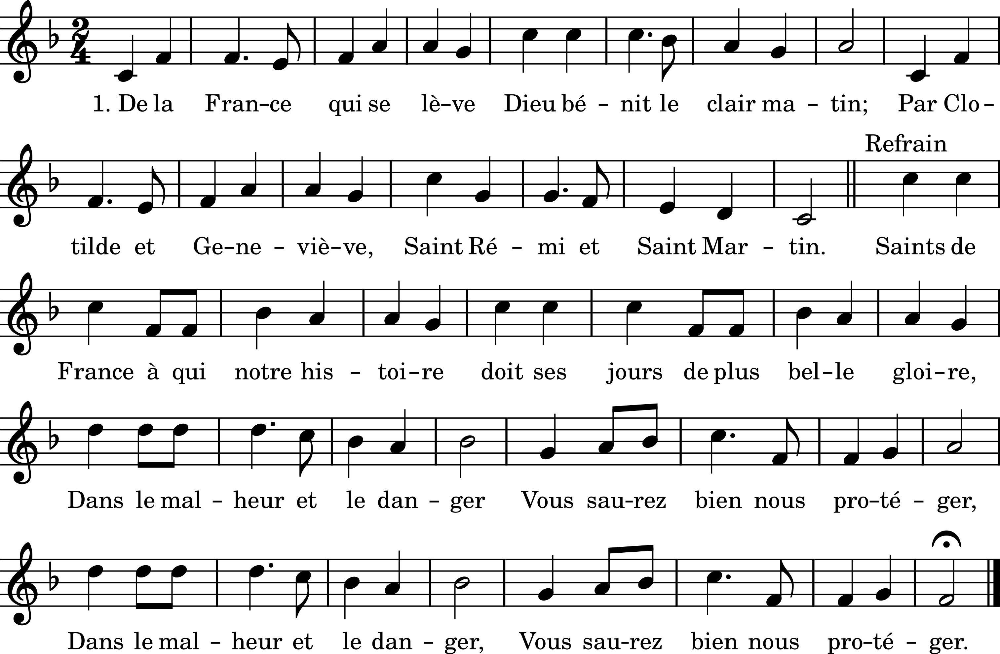 1. De la Fran–ce qui se lè–ve Dieu bé – nit le clair ma – tin; Par Clo–
Refrain
tilde et Ge–ne – viè–ve, Saint Ré – mi et Saint Mar – tin. Saints de
France à qui notre his – toi–re doit ses jours de plus bel–le gloi–re,
Dans le mal – heur et le dan – ger Vous sau–rez bien nous pro–té – ger,
Dans le mal – heur et le dan – ger, Vous sau–rez bien nous pro–té – ger.